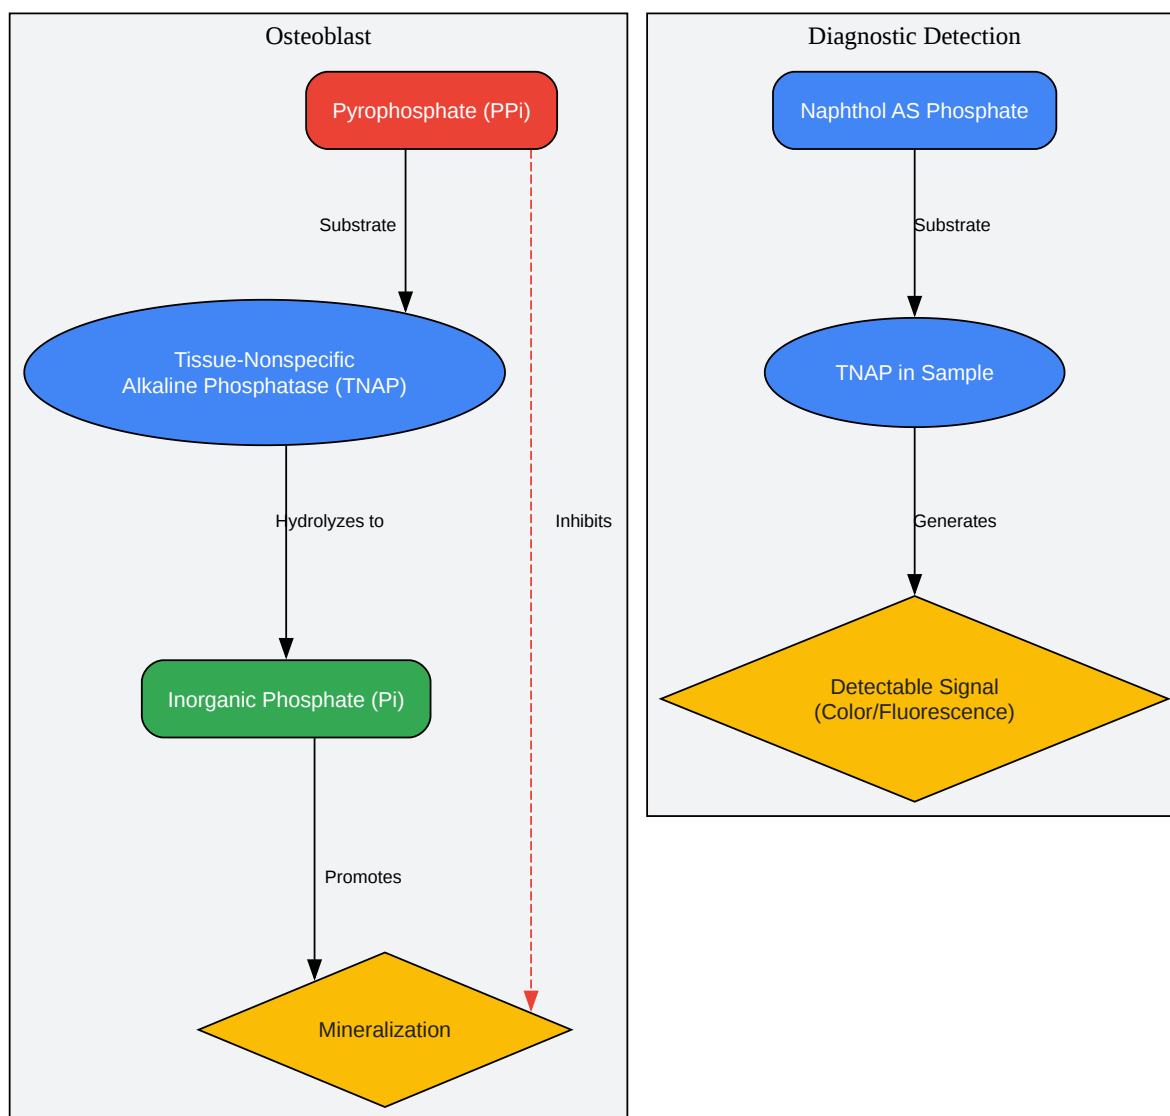 Osteoblast
Pyrophosphate (PPi)
Substrate
Tissue-Nonspecific
Alkaline Phosphatase (TNAP)
Hydrolyzes to
Inhibits
Inorganic Phosphate (Pi)
Promotes
Mineralization
Diagnostic Detection
Naphthol AS Phosphate
Substrate
TNAP in Sample
Generates
Detectable Signal
(Color/Fluorescence)